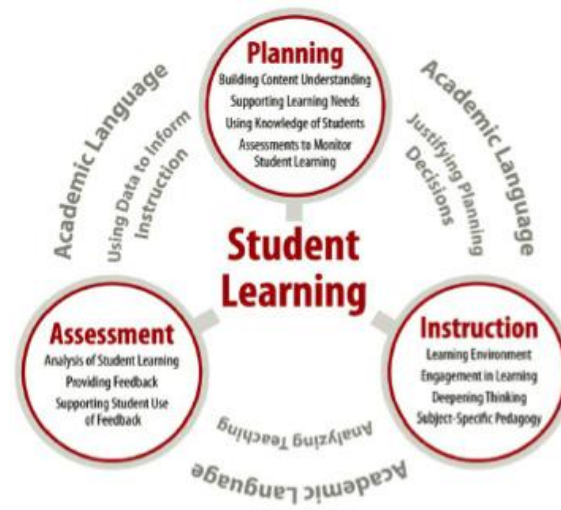 Planning
Building Content Understanding
Supporting Learning Needs
Using Knowledge of Students
Assessments to Monitor
Student Learning
Academic Language
Using Data to Inform
Instruction
Academic Language
Justifying Planning
Decisions
Student
Learning
Assessment
Analysis of Student Learning
Providing Feedback
Supporting Student Use
of Feedback
Instruction
Learning Environment
Engagement in Learning
Deepening Thinking
Subject-Specific Pedagogy
Analyzing Teaching
Academic Language